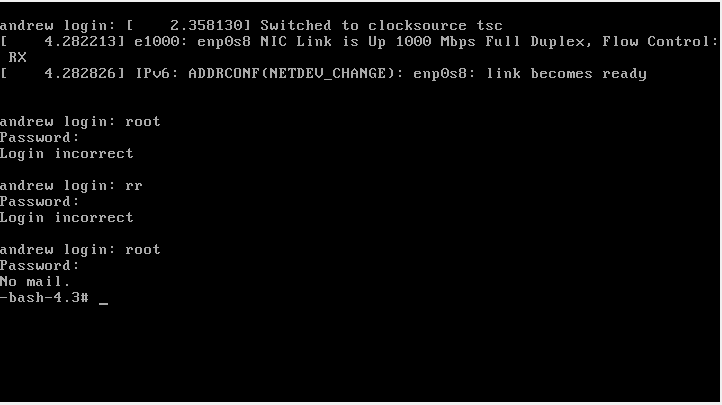 andrew login: [    2.358130] Switched to clocksource tsc
[    4.282213] e1000: enp0s8 NIC Link is Up 1000 Mbps Full Duplex, Flow Control:
 RX
[    4.282826] IPv6: ADDRCONF(NETDEV_CHANGE): enp0s8: link becomes ready
andrew login: root
Password:
Login incorrect
andrew login: rr
Password:
Login incorrect
andrew login: root
Password:
No mail.
-bash-4.3# _